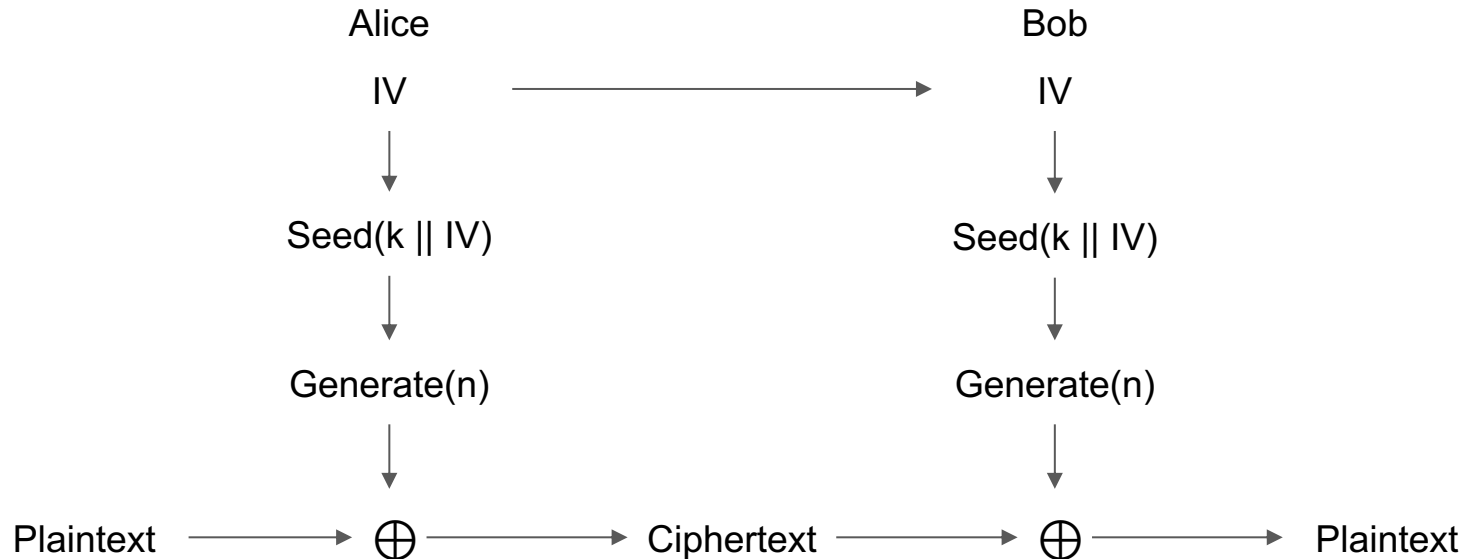 Alice Bob
IV IV
Seed(k || IV) Seed(k || IV)
Generate(n) Generate(n)
Plaintext ⊕ Ciphertext ⊕ Plaintext